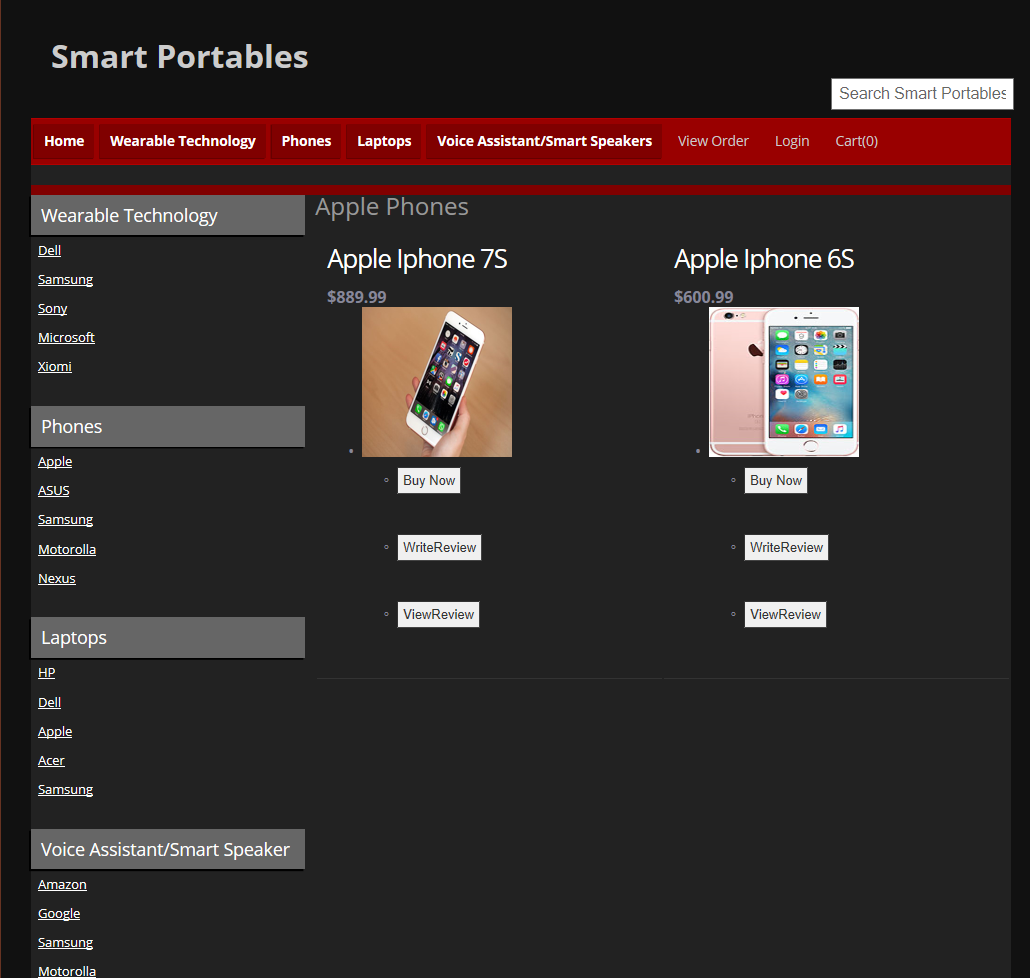 Smart Portables
Search Smart Portables
Home Wearable Technology Phones Laptops Voice Assistant/Smart Speakers View Order Login Cart(0)
Wearable Technology
Dell
Samsung
Sony
Microsoft
Xiomi
Phones
Apple
ASUS
Samsung
Motorolla
Nexus
Laptops
HP
Dell
Apple
Acer
Samsung
Voice Assistant/Smart Speaker
Amazon
Google
Samsung
Motorolla
Apple Phones
Apple Iphone 7S
$889.99
Buy Now
WriteReview
ViewReview
Apple Iphone 6S
$600.99
Buy Now
WriteReview
ViewReview